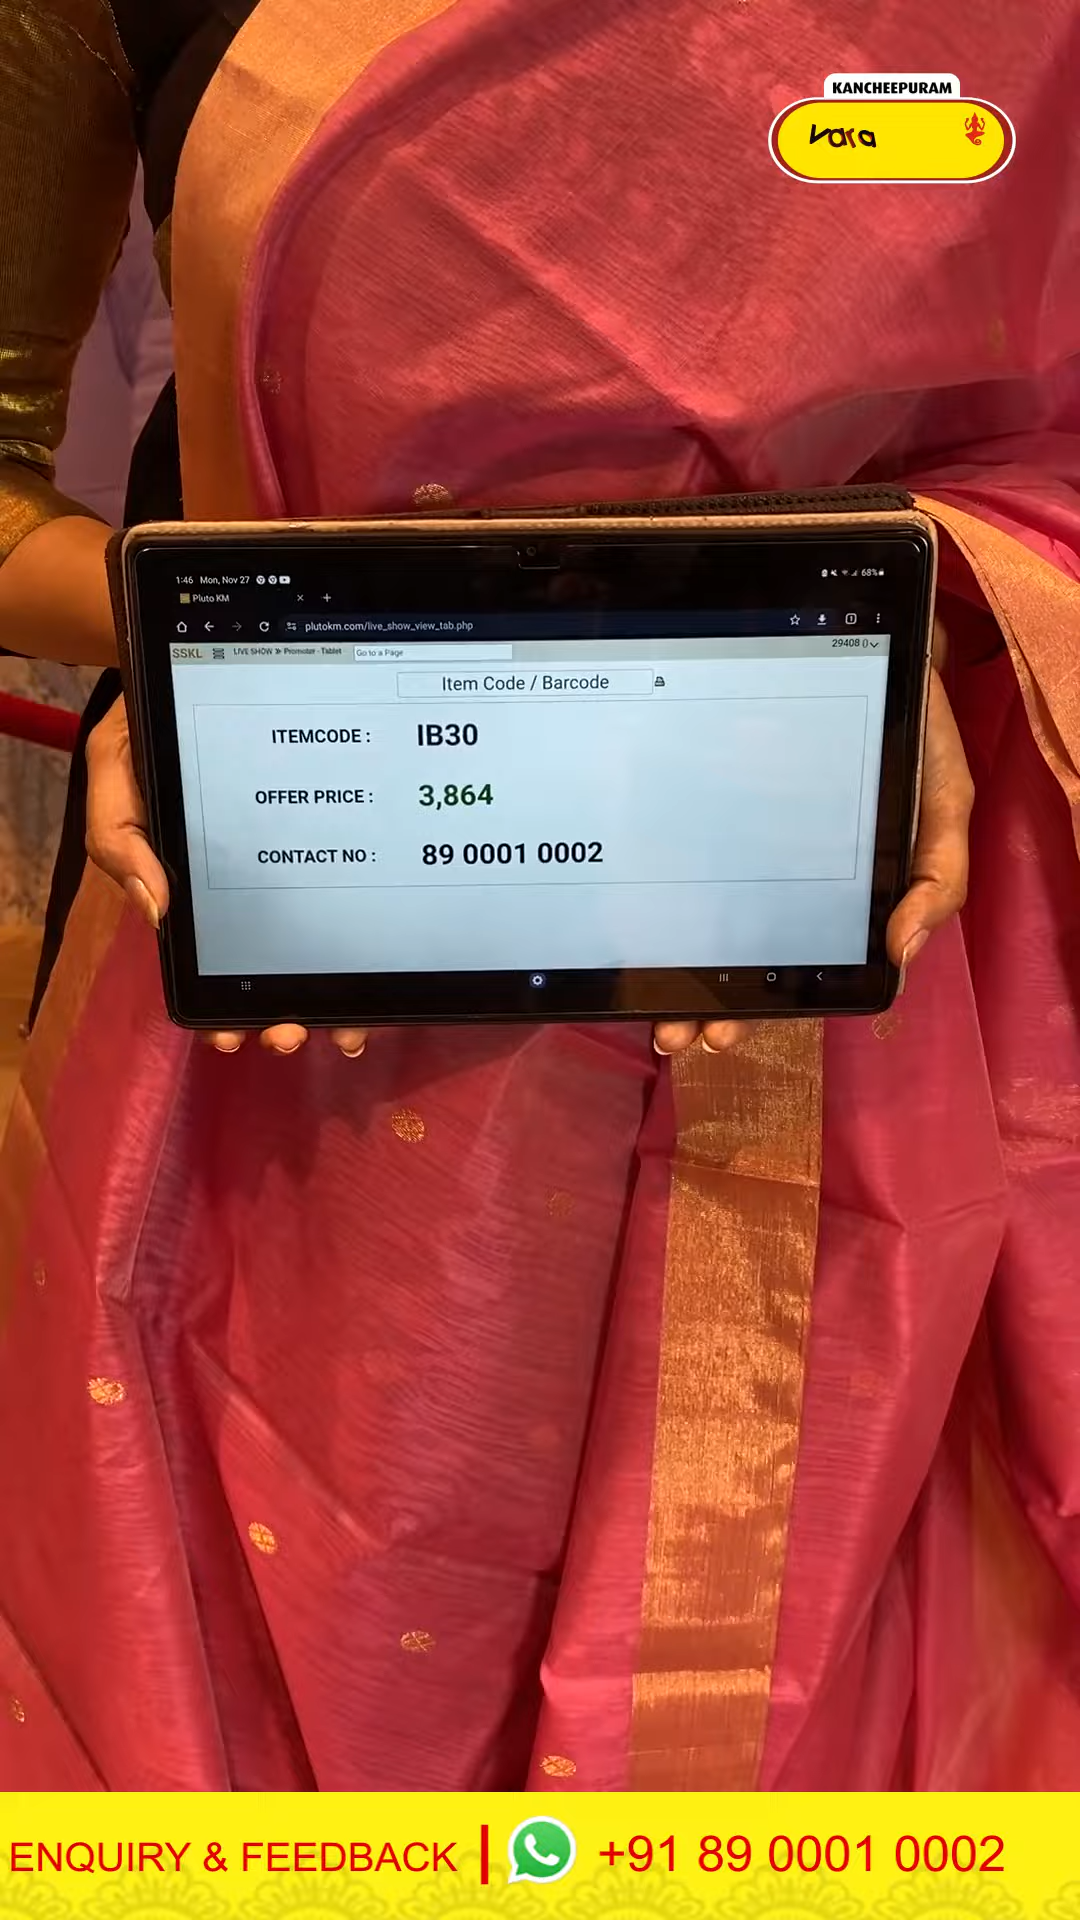 KANCHEEPURAM
Vara
1:46 Mon, Nov 27
68%
Pluto KM
plutokm.com/live_show_view_tab.php
SSKL
LIVE SHOW » Promoter - Tablet
Go to a Page
29408 ()
Item Code / Barcode
ITEMCODE : IB30
OFFER PRICE : 3,864
CONTACT NO : 89 0001 0002
ENQUIRY & FEEDBACK | +91 89 0001 0002